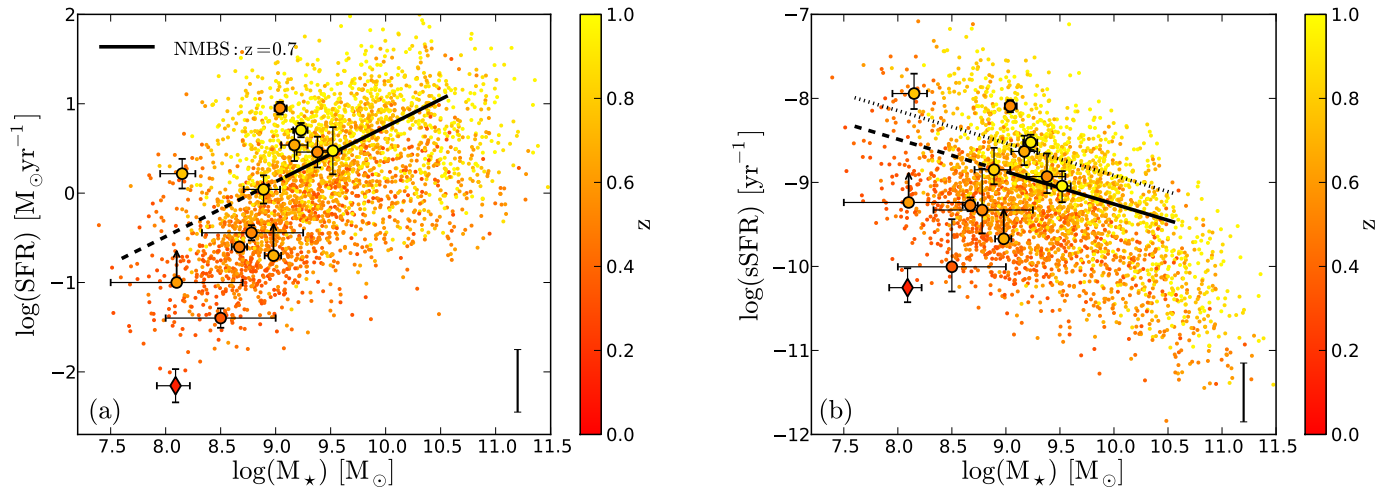 2
1
0
−1
−2
log(SFR) [M⊙yr⁻¹]
NMBS: z=0.7
(a)
7.5 8.0 8.5 9.0 9.5 10.0 10.5 11.0 11.5
log(M⋆) [M⊙]
1.0
0.8
0.6
0.4
0.2
0.0
z
−7
−8
−9
−10
−11
−12
log(sSFR) [yr⁻¹]
(b)
7.5 8.0 8.5 9.0 9.5 10.0 10.5 11.0 11.5
log(M⋆) [M⊙]
1.0
0.8
0.6
0.4
0.2
0.0
z